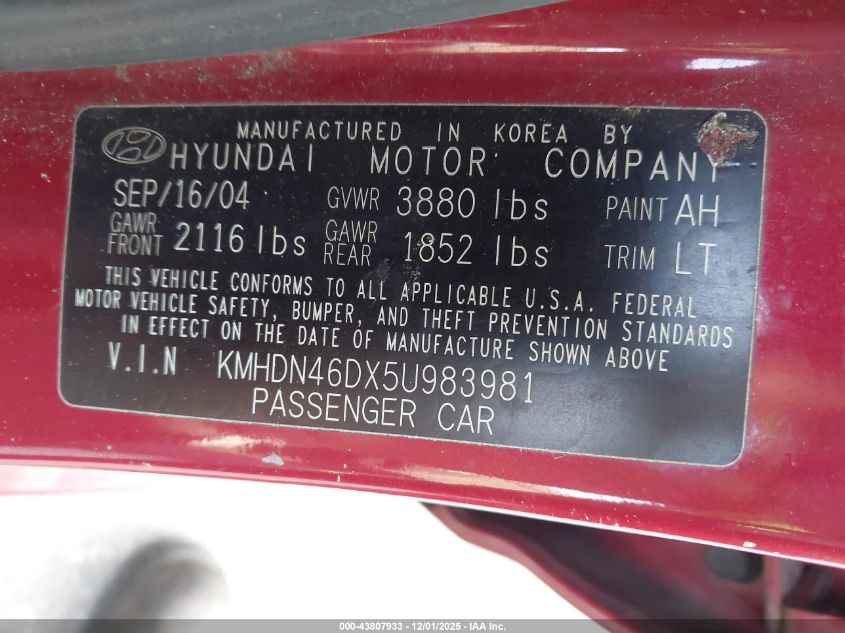 MANUFACTURED IN KOREA BY
HYUNDAI MOTOR COMPANY
SEP/16/04 GVWR 3880 lbs PAINT AH
GAWR FRONT 2116 lbs GAWR REAR 1852 lbs TRIM LT
THIS VEHICLE CONFORMS TO ALL APPLICABLE U.S.A. FEDERAL
MOTOR VEHICLE SAFETY, BUMPER, AND THEFT PREVENTION STANDARDS
IN EFFECT ON THE DATE OF MANUFACTURE SHOWN ABOVE
V.I.N KMHDN46DX5U983981
PASSENGER CAR
000-43807933 - 12/01/2025 - IAA Inc.